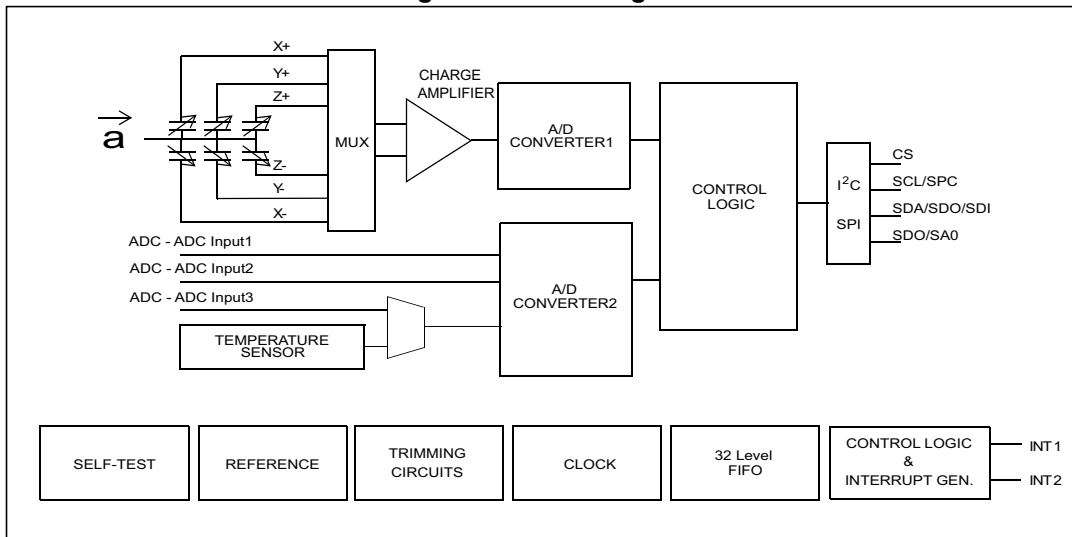 X+
Y+
Z+
CHARGE
AMPLIFIER
a
MUX
A/D
CONVERTER1
Z-
Y-
X-
CONTROL
LOGIC
I²C
SPI
CS
SCL/SPC
SDA/SDO/SDI
SDO/SA0
ADC - ADC Input1
ADC - ADC Input2
ADC - ADC Input3
A/D
CONVERTER2
TEMPERATURE
SENSOR
SELF-TEST
REFERENCE
TRIMMING
CIRCUITS
CLOCK
32 Level
FIFO
CONTROL LOGIC
&
INTERRUPT GEN.
INT1
INT2